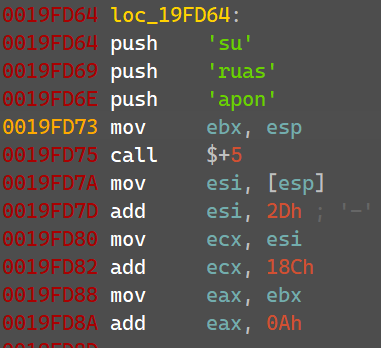 0019FD64 loc_19FD64:
0019FD64 push 'su'
0019FD69 push 'ruas'
0019FD6E push 'apon'
0019FD73 mov ebx, esp
0019FD75 call $+5
0019FD7A mov esi, [esp]
0019FD7D add esi, 2Dh ; '-'
0019FD80 mov ecx, esi
0019FD82 add ecx, 18Ch
0019FD88 mov eax, ebx
0019FD8A add eax, 0Ah